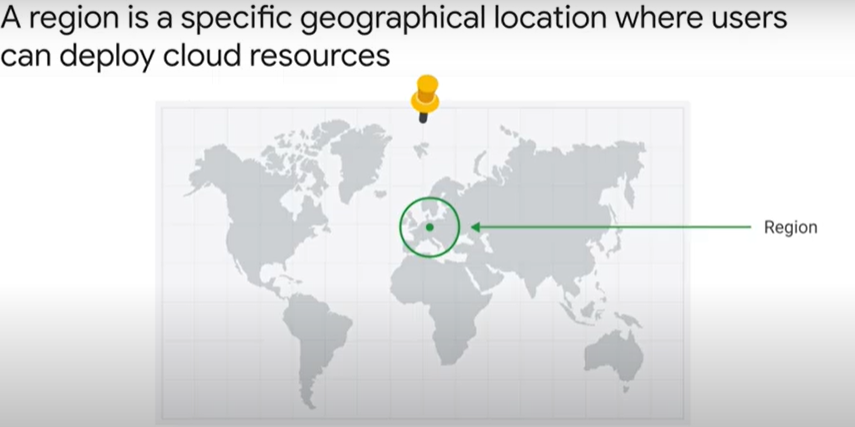 A region is a specific geographical location where users
can deploy cloud resources
Region